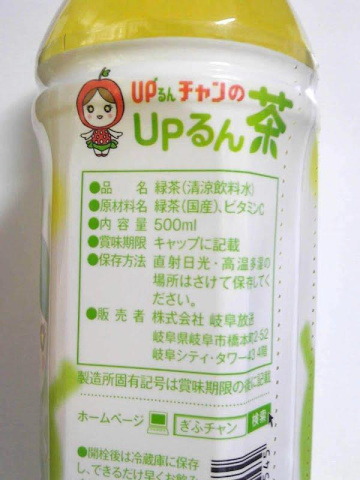 UPるんチャンの
UPるん茶
●品　　名　緑茶(清涼飲料水)
●原材料名　緑茶(国産)、ビタミンC
●内 容 量　500ml
●賞味期限　キャップに記載
●保存方法　直射日光・高温多湿の
場所はさけて保存してく
ださい。
●販 売 者　株式会社 岐阜放送
岐阜県岐阜市橋本町2-52
岐阜シティ・タワー43 4階
製造所固有記号は賞味期限の後に記載
ホームページ　ぎふチャン　検索
●開栓後は冷蔵庫に保存
し、できるだけ早くお飲み